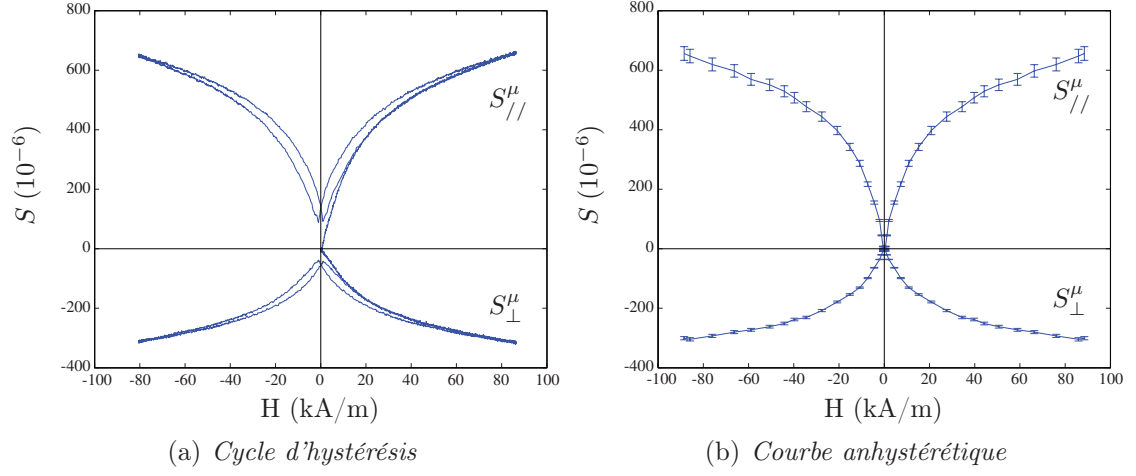 800
600
400
200
0
-200
-400
-100 -80 -60 -40 -20 0 20 40 60 80 100
S (10⁻⁶)
H (kA/m)
S^μ_//
S^μ_⊥
(a) Cycle d'hystérésis
800
600
400
200
0
-200
-400
-100 -80 -60 -40 -20 0 20 40 60 80 100
S (10⁻⁶)
H (kA/m)
S^μ_//
S^μ_⊥
(b) Courbe anhystérétique